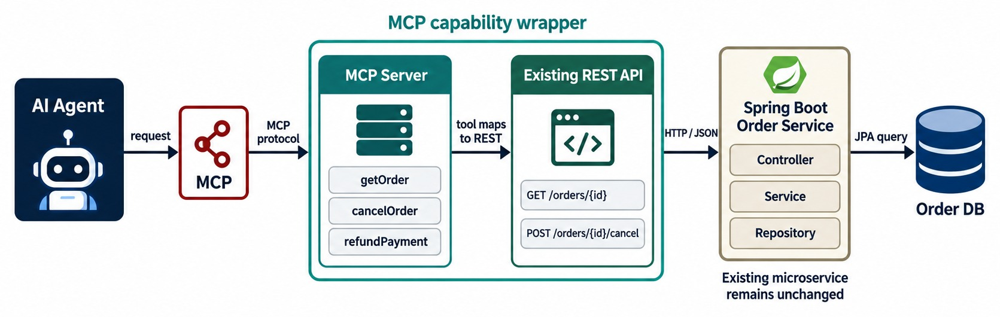 MCP capability wrapper
AI Agent
request
MCP
MCP
protocol
MCP Server
getOrder
cancelOrder
refundPayment
tool maps
to REST
Existing REST API
</>
GET /orders/{id}
POST /orders/{id}/cancel
HTTP / JSON
Spring Boot
Order Service
Controller
Service
Repository
Existing microservice
remains unchanged
JPA query
Order DB